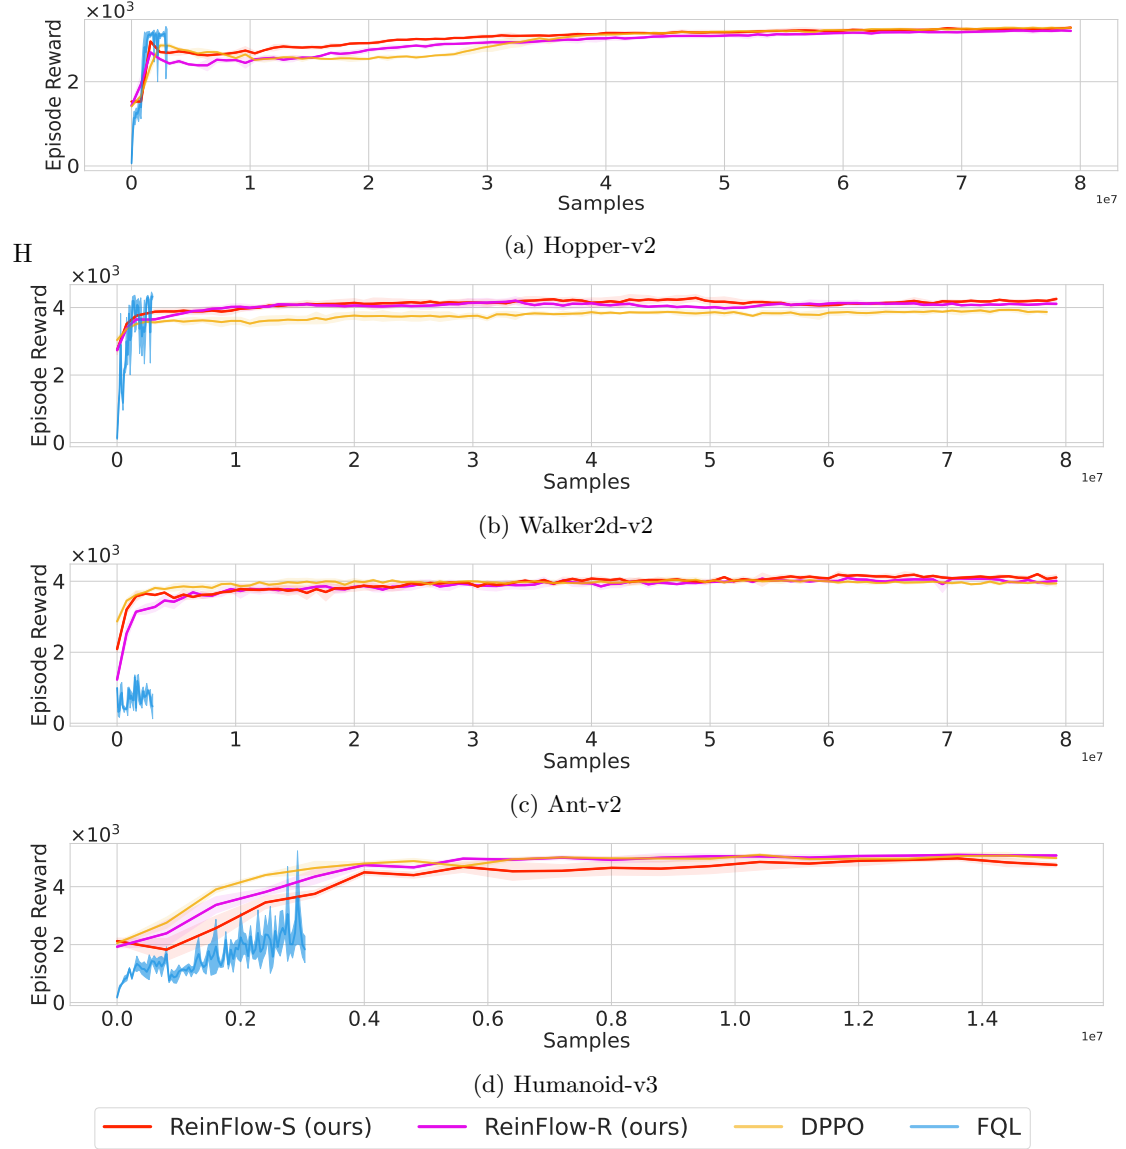 ×10³
Episode Reward
2
0
0 1 2 3 4 5 6 7 8
1e7
Samples
(a) Hopper-v2
H
×10³
Episode Reward
4
2
0
0 1 2 3 4 5 6 7 8
1e7
Samples
(b) Walker2d-v2
×10³
Episode Reward
4
2
0
0 1 2 3 4 5 6 7 8
1e7
Samples
(c) Ant-v2
×10³
Episode Reward
4
2
0
0.0 0.2 0.4 0.6 0.8 1.0 1.2 1.4
1e7
Samples
(d) Humanoid-v3
ReinFlow-S (ours) ReinFlow-R (ours) DPPO FQL